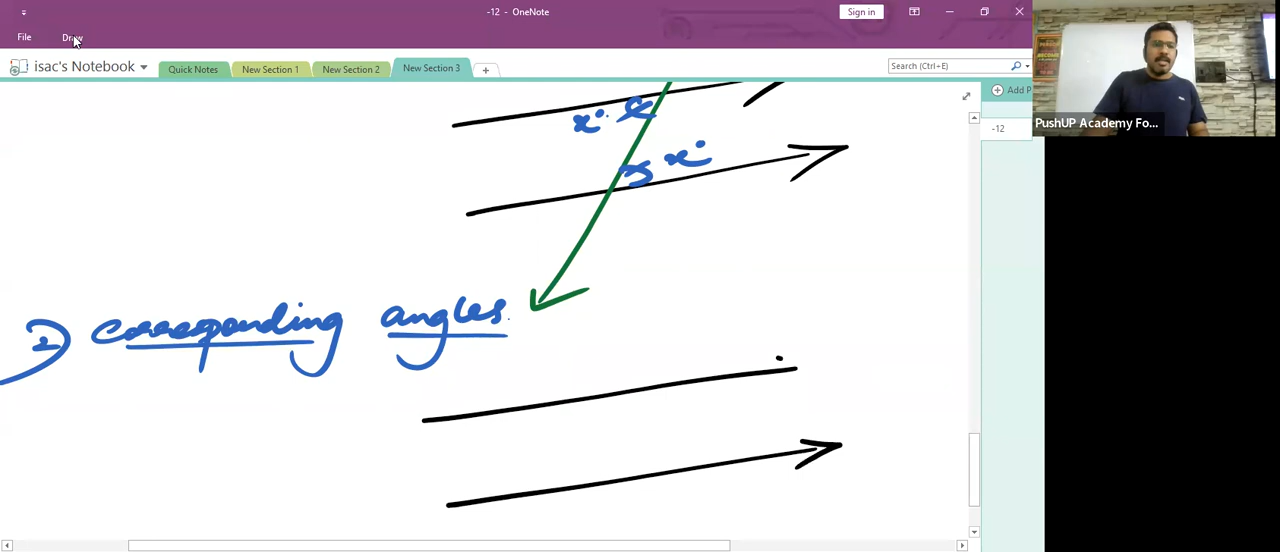 -12 - OneNote
Sign in
File
Draw
isac's Notebook
Quick Notes
New Section 1
New Section 2
New Section 3
Search (Ctrl+E)
Add P
-12
PushUP Academy Fo...
x°
x°
2) corresponding angles.